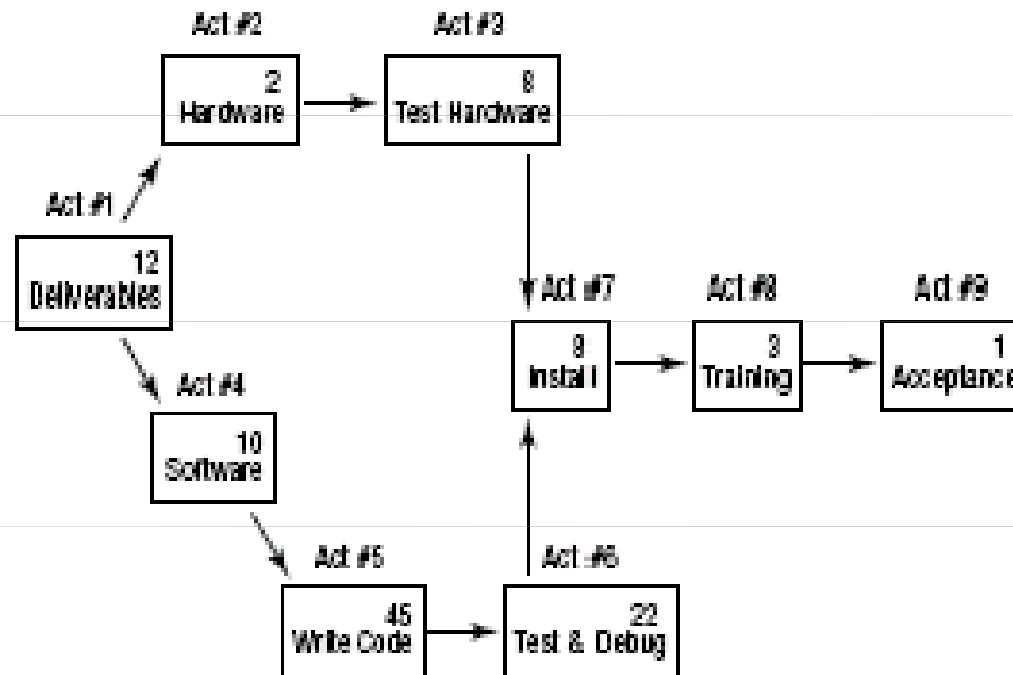 Act #2
2
Hardware
Act #3
8
Test Hardware
Act #1
12
Deliverables
Act #4
10
Software
Act #5
45
Write Code
Act #6
22
Test & Debug
Act #7
8
Install
Act #8
3
Training
Act #9
1
Acceptance